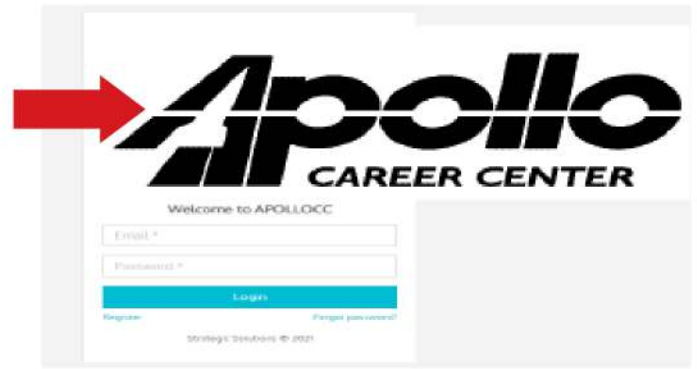 Apollo
CAREER CENTER
Welcome to APOLLOCC
Email *
Password *
Login
Register Forgot password?
Strategic Solutions © 2021